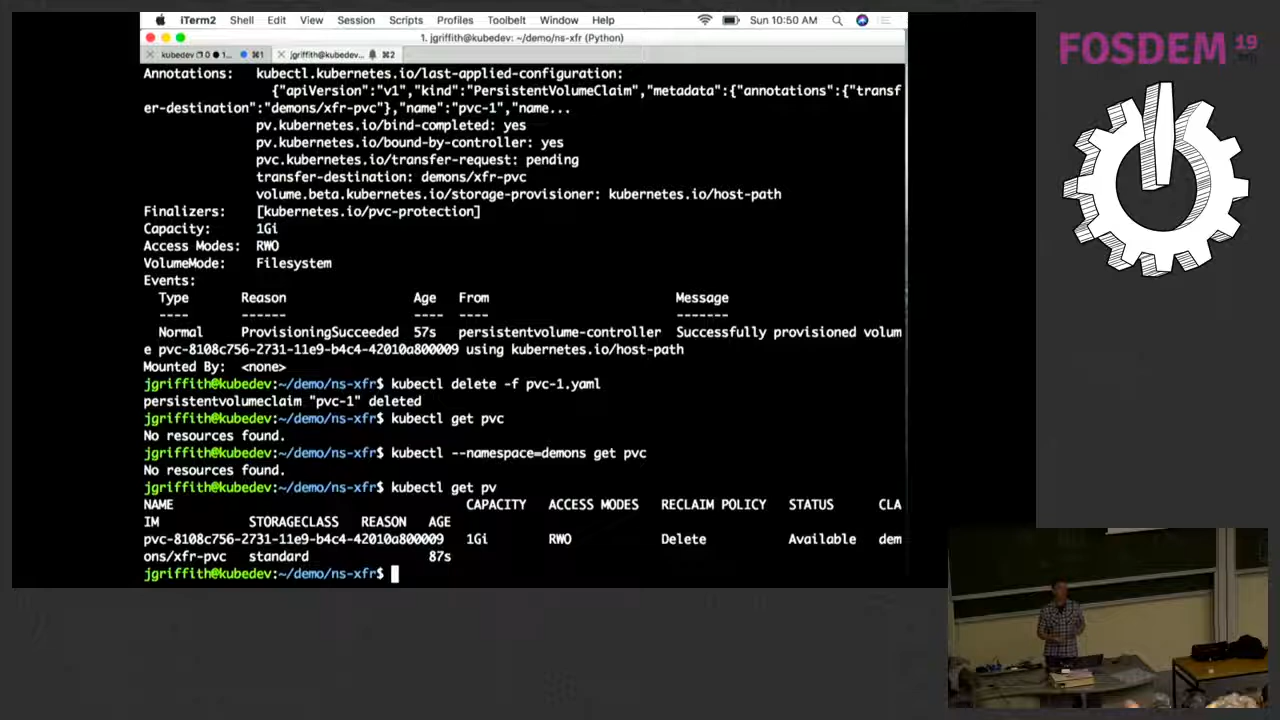 iTerm2 Shell Edit View Session Scripts Profiles Toolbelt Window Help Sun 10:50 AM
1. jgriffith@kubedev: ~/demo/ns-xfr (Python)
kubedev ⌘1 jgriffith@kubedev... ⌘2
FOSDEM 19
Annotations: kubectl.kubernetes.io/last-applied-configuration:
{"apiVersion":"v1","kind":"PersistentVolumeClaim","metadata":{"annotations":{"transf
er-destination":"demons/xfr-pvc"},"name":"pvc-1","name...
pv.kubernetes.io/bind-completed: yes
pv.kubernetes.io/bound-by-controller: yes
pvc.kubernetes.io/transfer-request: pending
transfer-destination: demons/xfr-pvc
volume.beta.kubernetes.io/storage-provisioner: kubernetes.io/host-path
Finalizers: [kubernetes.io/pvc-protection]
Capacity: 1Gi
Access Modes: RWO
VolumeMode: Filesystem
Events:
Type Reason Age From Message
---- ------ ---- ---- -------
Normal ProvisioningSucceeded 57s persistentvolume-controller Successfully provisioned volum
e pvc-8108c756-2731-11e9-b4c4-42010a800009 using kubernetes.io/host-path
Mounted By: <none>
jgriffith@kubedev:~/demo/ns-xfr$ kubectl delete -f pvc-1.yaml
persistentvolumeclaim "pvc-1" deleted
jgriffith@kubedev:~/demo/ns-xfr$ kubectl get pvc
No resources found.
jgriffith@kubedev:~/demo/ns-xfr$ kubectl --namespace=demons get pvc
No resources found.
jgriffith@kubedev:~/demo/ns-xfr$ kubectl get pv
NAME CAPACITY ACCESS MODES RECLAIM POLICY STATUS CLA
IM STORAGECLASS REASON AGE
pvc-8108c756-2731-11e9-b4c4-42010a800009 1Gi RWO Delete Available dem
ons/xfr-pvc standard 87s
jgriffith@kubedev:~/demo/ns-xfr$